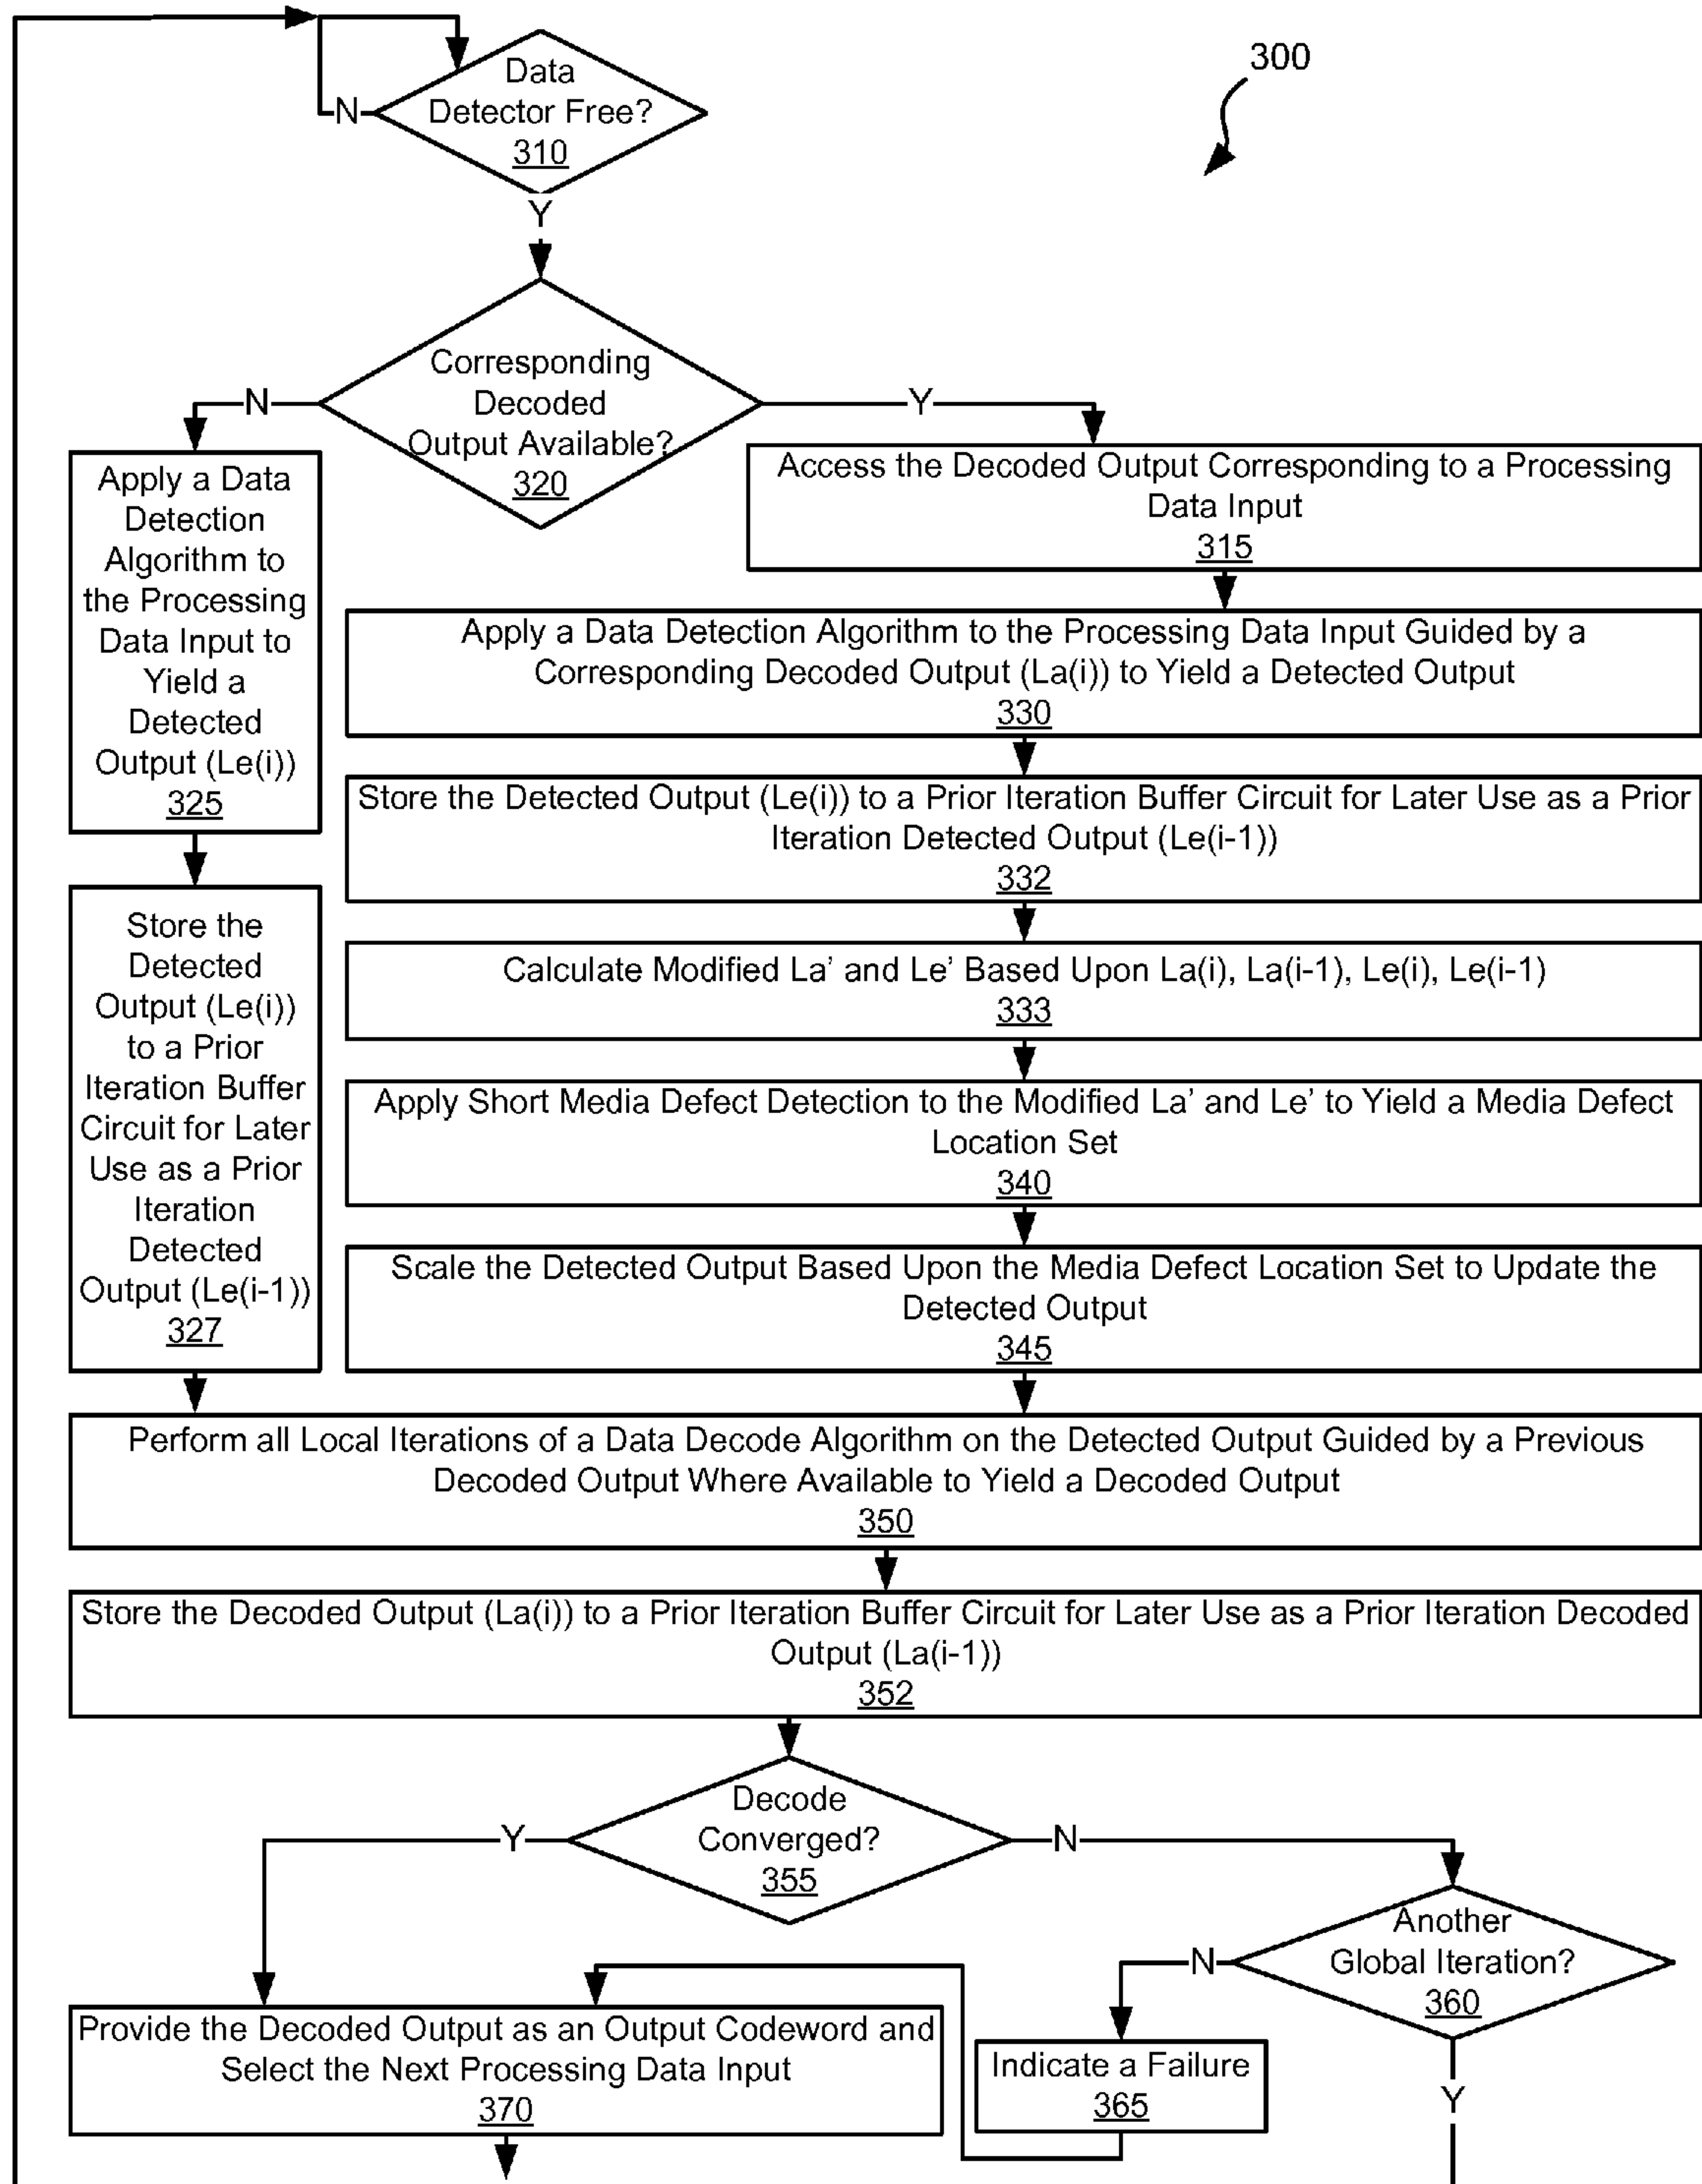 300
Data
Detector Free?
310
N
Y
Corresponding
Decoded
Output Available?
320
N
Y
Apply a Data
Detection
Algorithm to
the Processing
Data Input to
Yield a
Detected
Output (Le(i))
325
Store the
Detected
Output (Le(i))
to a Prior
Iteration Buffer
Circuit for Later
Use as a Prior
Iteration
Detected
Output (Le(i-1))
327
Access the Decoded Output Corresponding to a Processing
Data Input
315
Apply a Data Detection Algorithm to the Processing Data Input Guided by a
Corresponding Decoded Output (La(i)) to Yield a Detected Output
330
Store the Detected Output (Le(i)) to a Prior Iteration Buffer Circuit for Later Use as a Prior
Iteration Detected Output (Le(i-1))
332
Calculate Modified La’ and Le’ Based Upon La(i), La(i-1), Le(i), Le(i-1)
333
Apply Short Media Defect Detection to the Modified La’ and Le’ to Yield a Media Defect
Location Set
340
Scale the Detected Output Based Upon the Media Defect Location Set to Update the
Detected Output
345
Perform all Local Iterations of a Data Decode Algorithm on the Detected Output Guided by a Previous
Decoded Output Where Available to Yield a Decoded Output
350
Store the Decoded Output (La(i)) to a Prior Iteration Buffer Circuit for Later Use as a Prior Iteration Decoded
Output (La(i-1))
352
Decode
Converged?
355
Y
N
Another
Global Iteration?
360
N
Y
Indicate a Failure
365
Provide the Decoded Output as an Output Codeword and
Select the Next Processing Data Input
370